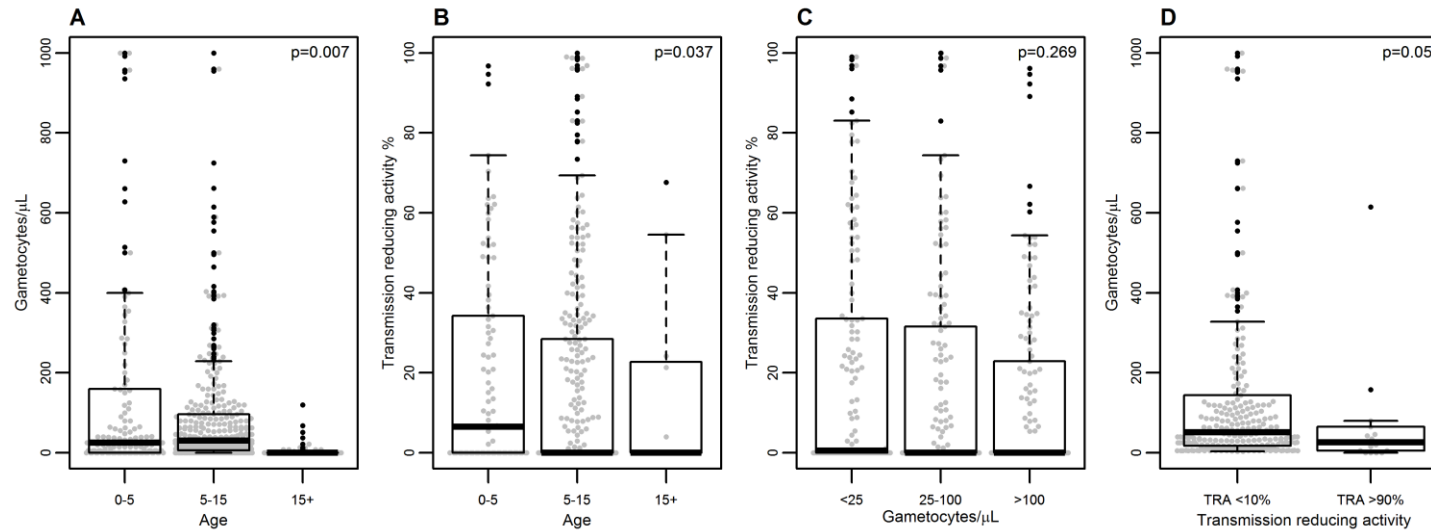 A
p=0.007
Gametocytes/μL
0 200 400 600 800 1000
0-5 5-15 15+
Age
B
p=0.037
Transmission reducing activity %
0 20 40 60 80 100
0-5 5-15 15+
Age
C
p=0.269
Transmission reducing activity %
0 20 40 60 80 100
<25 25-100 >100
Gametocytes/μL
D
p=0.05
Gametocytes/μL
0 200 400 600 800 1000
TRA <10% TRA >90%
Transmission reducing activity